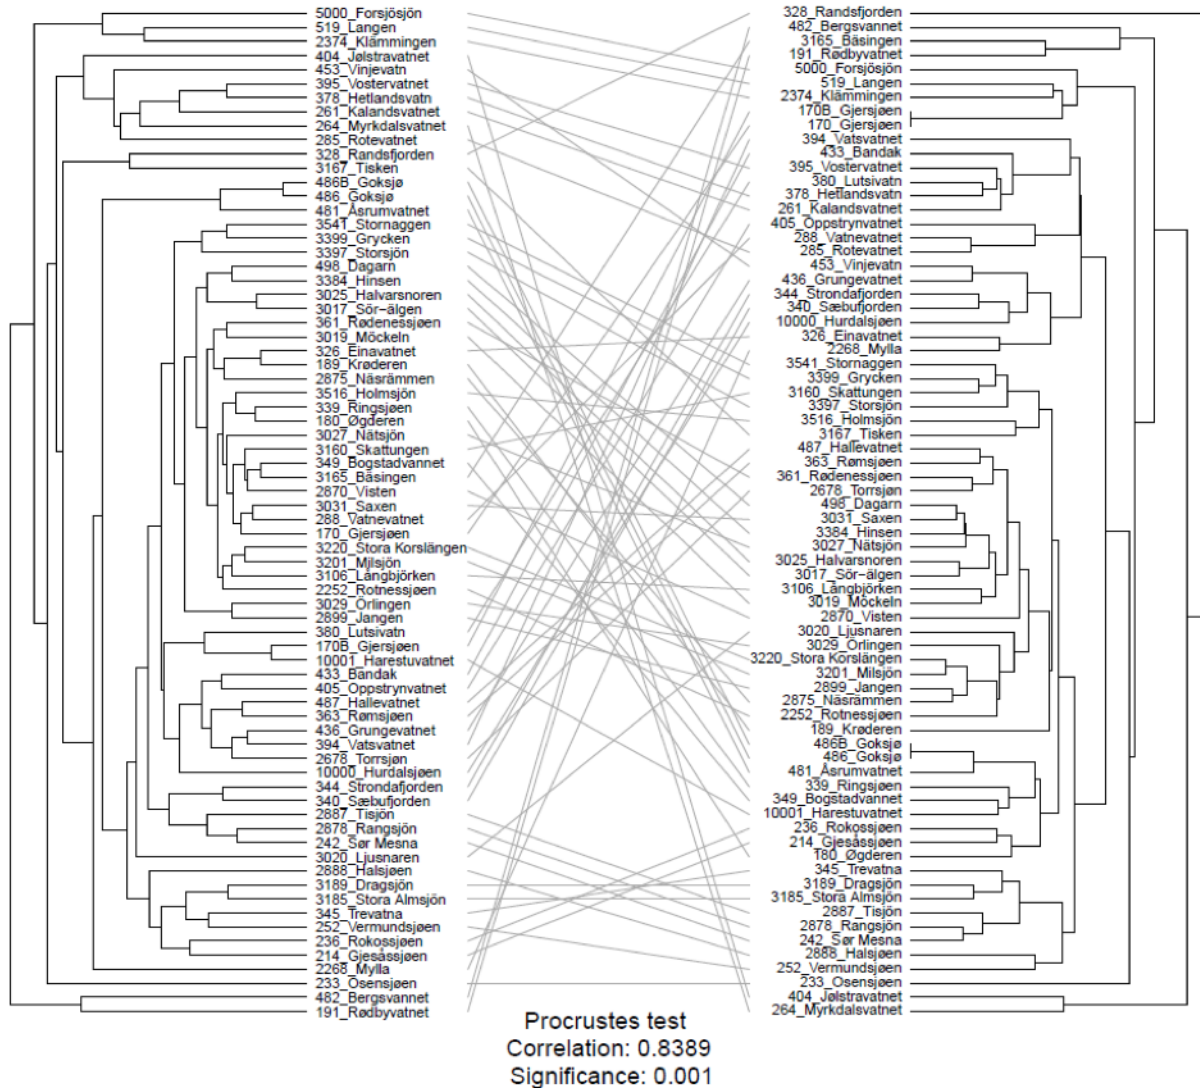 5000_Forsjösjön
519_Langen
2374_Klämmingen
404_Jølstravatnet
453_Vinjevatn
395_Vostervatnet
378_Hetlandsvatn
261_Kalandsvatnet
264_Myrkdalsvatnet
285_Rotevatnet
328_Randsfjorden
3167_Tisken
486B_Goksjø
486_Goksjø
481_Åsrumvatnet
3541_Stornaggen
3399_Grycken
3397_Storsjön
498_Dagarn
3384_Hinsen
3025_Halvarsnoren
3017_Sör−älgen
361_Rødenessjøen
3019_Möckeln
326_Einavatnet
189_Krøderen
2875_Näsrämmen
3516_Holmsjön
339_Ringsjøen
180_Øgderen
3027_Nätsjön
3160_Skattungen
349_Bogstadvannet
3165_Bäsingen
2870_Visten
3031_Saxen
288_Vatnevatnet
170_Gjersjøen
3220_Stora Korslången
3201_Milsjön
3106_Långbjörken
2252_Rotnessjøen
3029_Örlingen
2899_Jangen
380_Lutsivatn
170B_Gjersjøen
10001_Harestuvatnet
433_Bandak
405_Oppstrynvatnet
487_Hallevatnet
363_Rømsjøen
436_Grungevatnet
394_Vatsvatnet
2678_Torrsjøn
10000_Hurdalsjøen
344_Strondafjorden
340_Sæbufjorden
2887_Tisjön
2878_Rangsjön
242_Sør Mesna
3020_Ljusnaren
2888_Halsjøen
3189_Dragsjön
3185_Stora Almsjön
345_Trevatna
252_Vermundsjøen
236_Rokossjøen
214_Gjesåssjøen
2268_Mylla
233_Osensjøen
482_Bergsvannet
191_Rødbyvatnet
328_Randsfjorden
482_Bergsvannet
3165_Bäsingen
191_Rødbyvatnet
5000_Forsjösjön
519_Langen
2374_Klämmingen
170B_Gjersjøen
170_Gjersjøen
394_Vatsvatnet
433_Bandak
395_Vostervatnet
380_Lutsivatn
378_Hetlandsvatn
261_Kalandsvatnet
405_Oppstrynvatnet
288_Vatnevatnet
285_Rotevatnet
453_Vinjevatn
436_Grungevatnet
344_Strondafjorden
340_Sæbufjorden
10000_Hurdalsjøen
326_Einavatnet
2268_Mylla
3541_Stornaggen
3399_Grycken
3160_Skattungen
3397_Storsjön
3516_Holmsjön
3167_Tisken
487_Hallevatnet
363_Rømsjøen
361_Rødenessjøen
2678_Torrsjøn
498_Dagarn
3031_Saxen
3384_Hinsen
3027_Nätsjön
3025_Halvarsnoren
3017_Sör−älgen
3106_Långbjörken
3019_Möckeln
2870_Visten
3020_Ljusnaren
3029_Örlingen
3220_Stora Korslången
3201_Milsjön
2899_Jangen
2875_Näsrämmen
2252_Rotnessjøen
189_Krøderen
486B_Goksjø
486_Goksjø
481_Åsrumvatnet
339_Ringsjøen
349_Bogstadvannet
10001_Harestuvatnet
236_Rokossjøen
214_Gjesåssjøen
180_Øgderen
345_Trevatna
3189_Dragsjön
3185_Stora Almsjön
2887_Tisjön
2878_Rangsjön
242_Sør Mesna
2888_Halsjøen
252_Vermundsjøen
233_Osensjøen
404_Jølstravatnet
264_Myrkdalsvatnet
Procrustes test
Correlation: 0.8389
Significance: 0.001